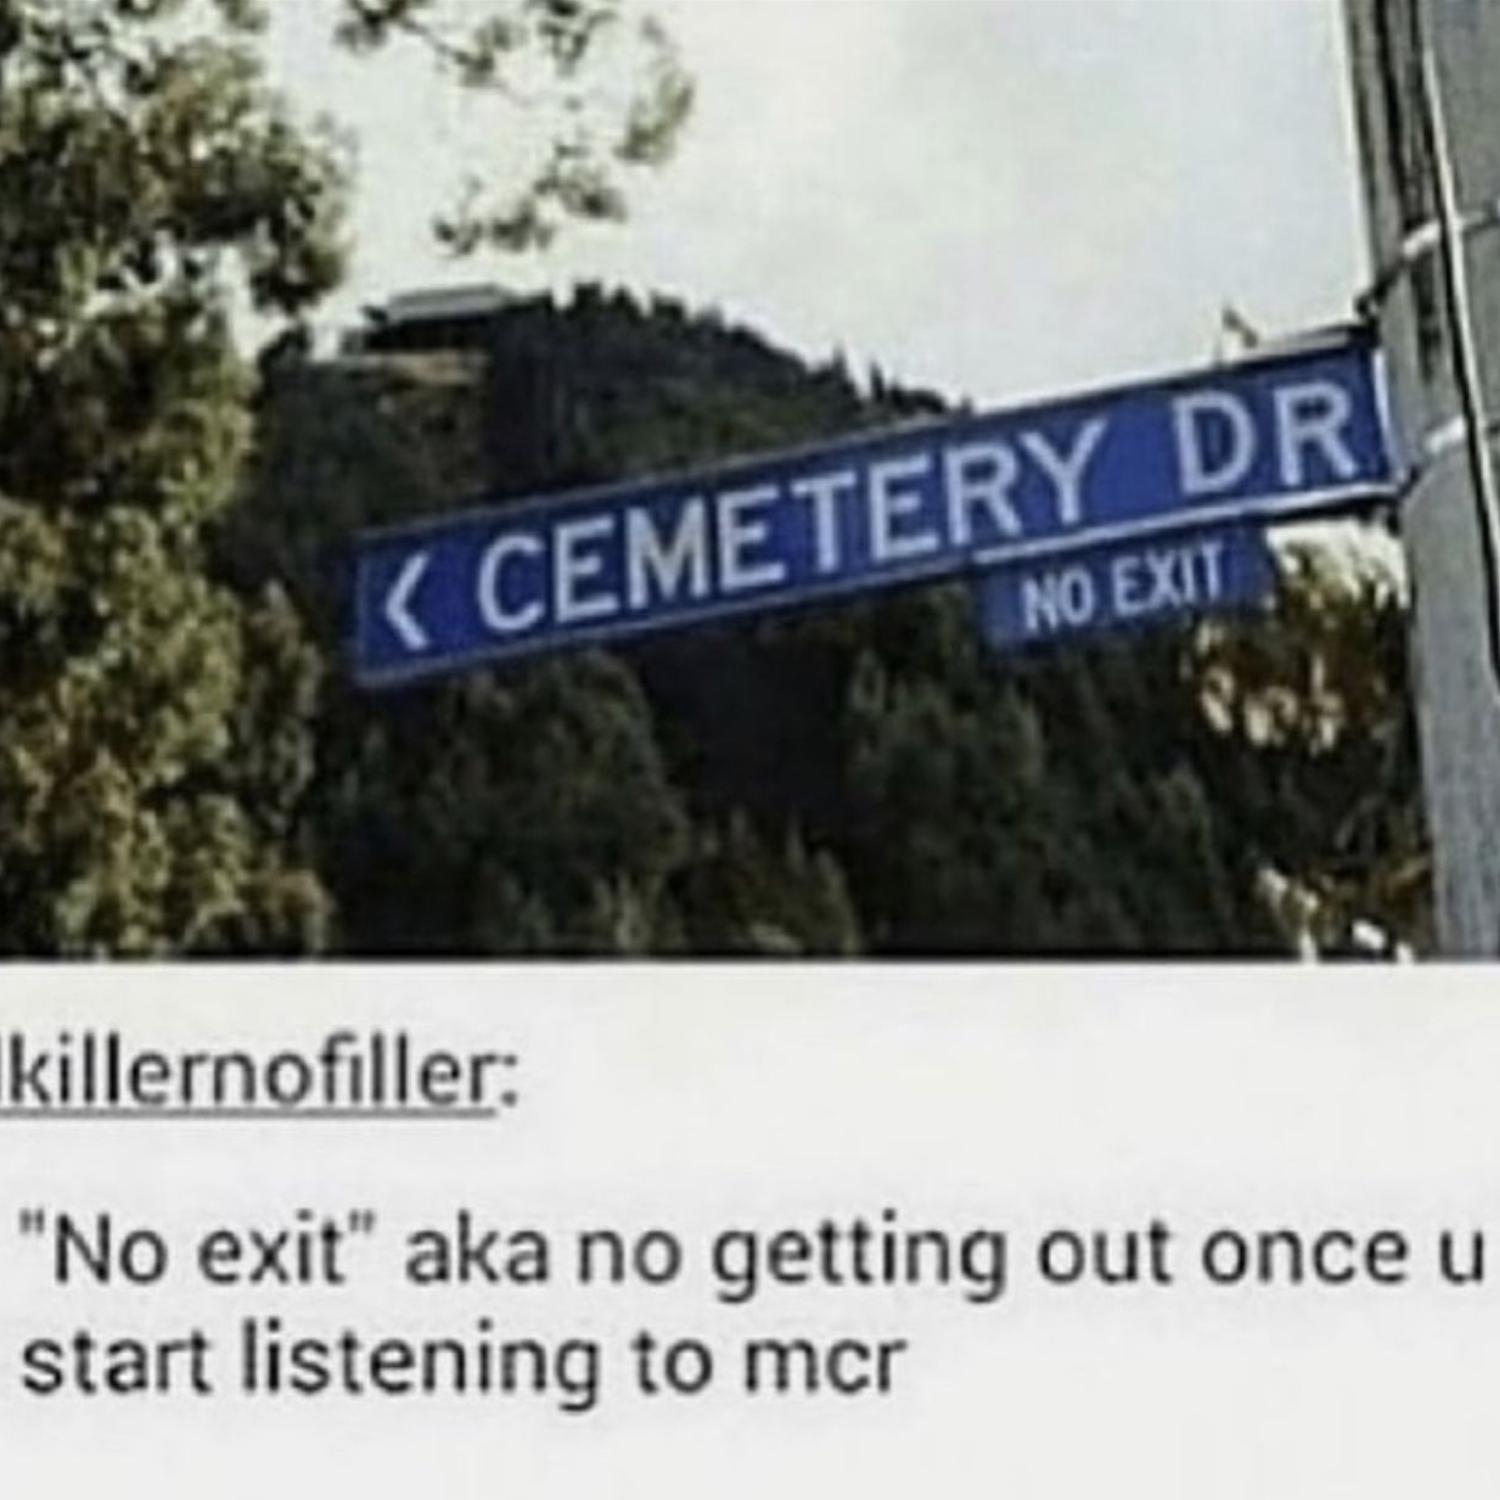 < CEMETERY DR
NO EXIT
killernofiller:
"No exit" aka no getting out once u
start listening to mcr